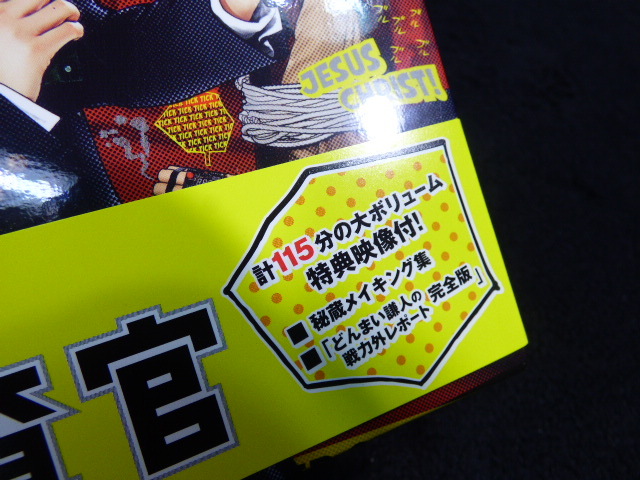 JESUS
CHRIST!
TICK TICK TICK
計115分の大ボリューム
特典映像付!
■秘蔵メイキング集
■「どんまい謙人の 完全版」
戦力外レポート
官